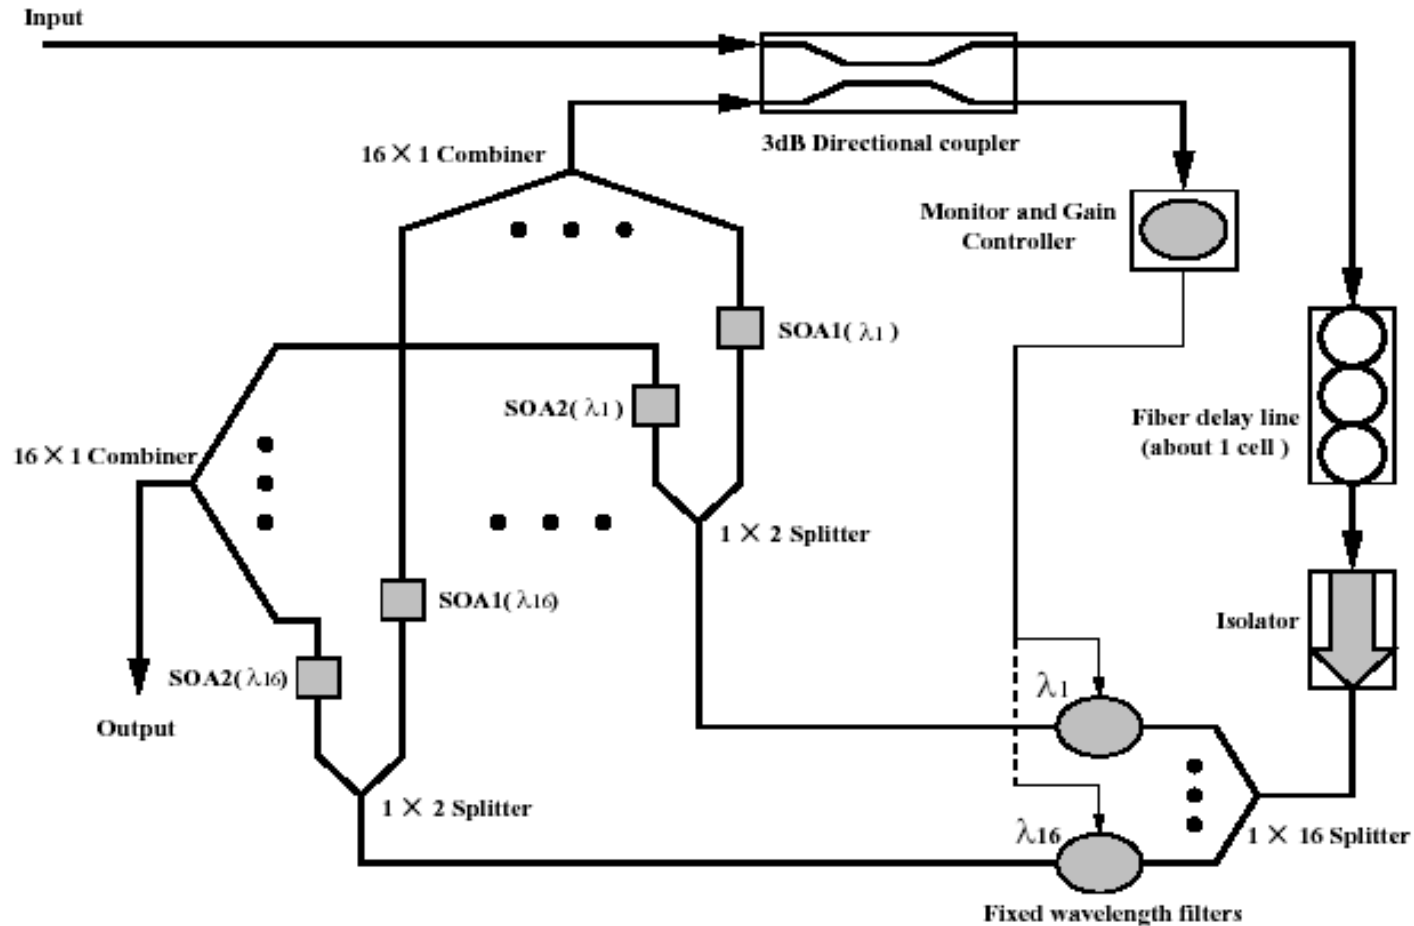 Input
3dB Directional coupler
16 × 1 Combiner
Monitor and Gain
Controller
SOA1( λ1 )
SOA2( λ1 )
Fiber delay line
(about 1 cell )
16 × 1 Combiner
1 × 2 Splitter
SOA1( λ16)
Isolator
SOA2( λ16)
λ1
Output
1 × 2 Splitter
λ16
1 × 16 Splitter
Fixed wavelength filters